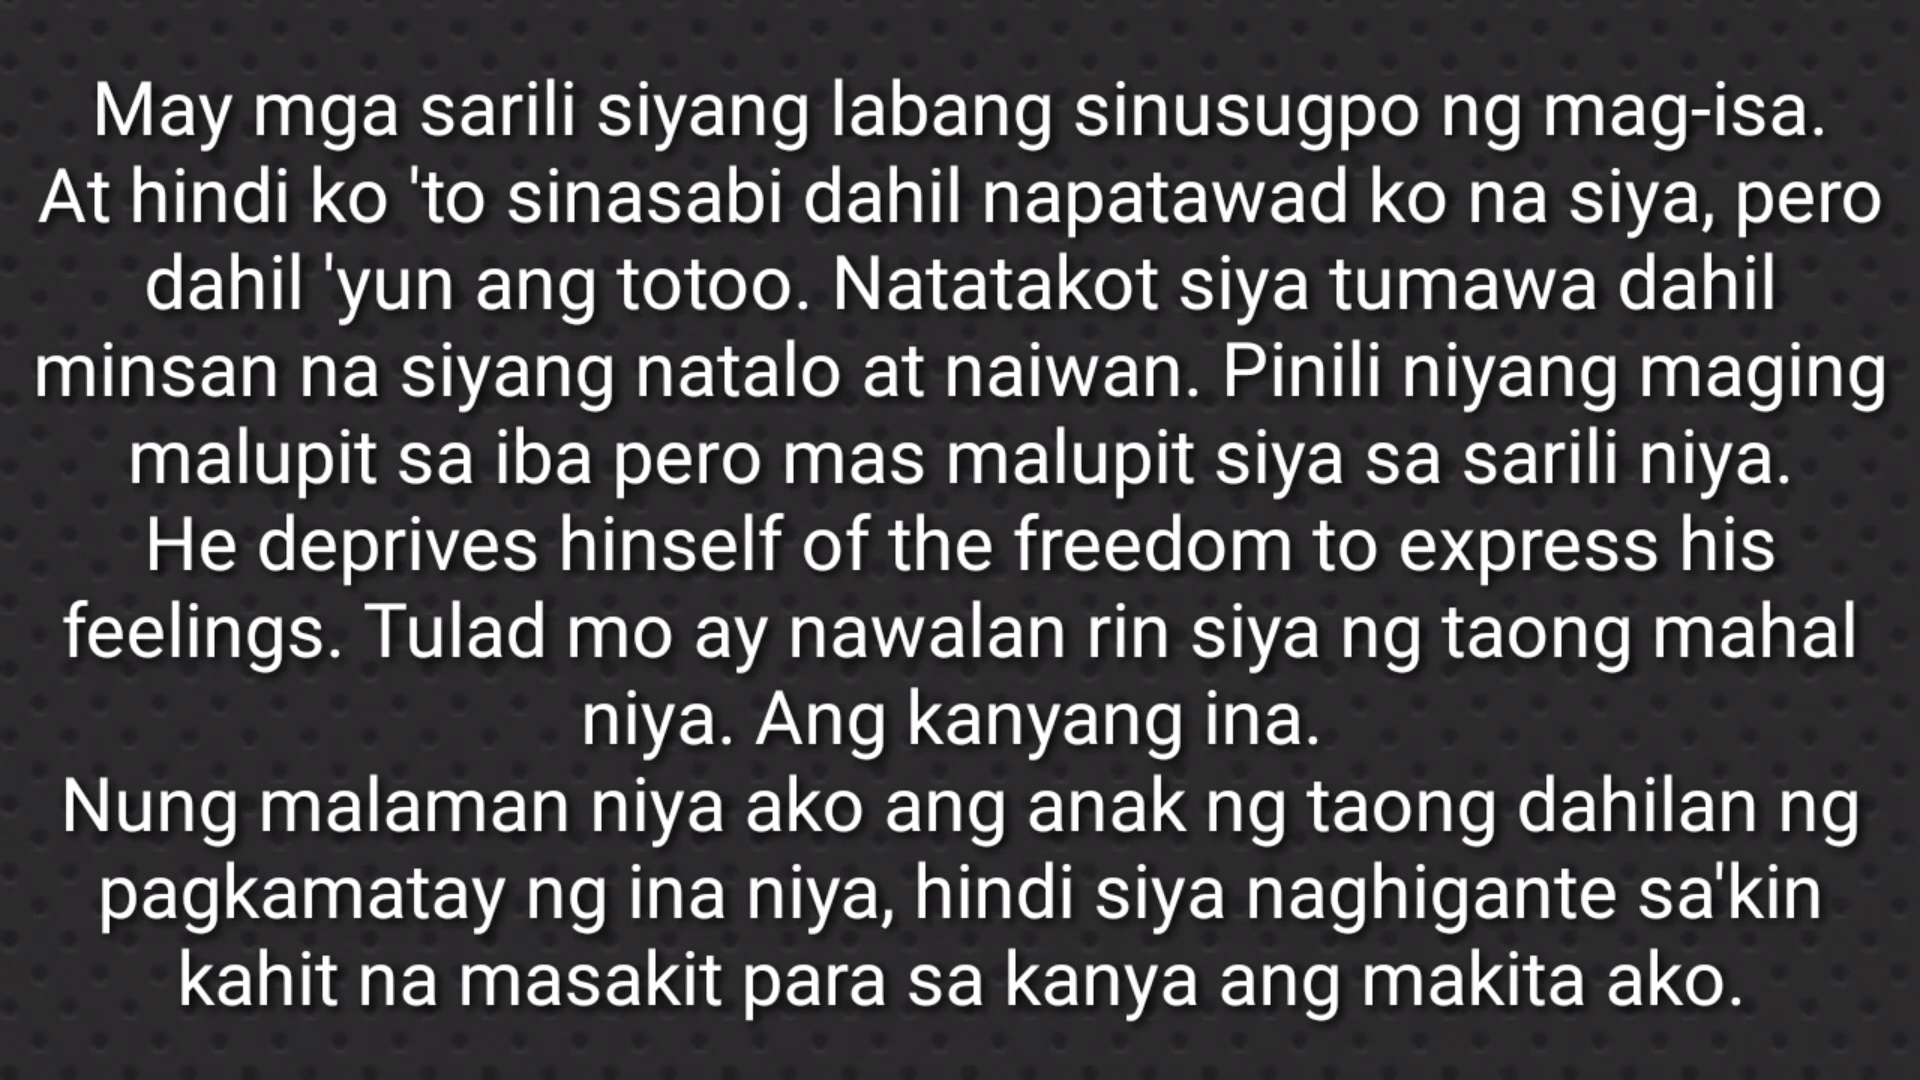 May mga sarili siyang labang sinusugpo ng mag-isa.
At hindi ko 'to sinasabi dahil napatawad ko na siya, pero
dahil 'yun ang totoo. Natatakot siya tumawa dahil
minsan na siyang natalo at naiwan. Pinili niyang maging
malupit sa iba pero mas malupit siya sa sarili niya.
He deprives hinself of the freedom to express his
feelings. Tulad mo ay nawalan rin siya ng taong mahal
niya. Ang kanyang ina.
Nung malaman niya ako ang anak ng taong dahilan ng
pagkamatay ng ina niya, hindi siya naghigante sa'kin
kahit na masakit para sa kanya ang makita ako.